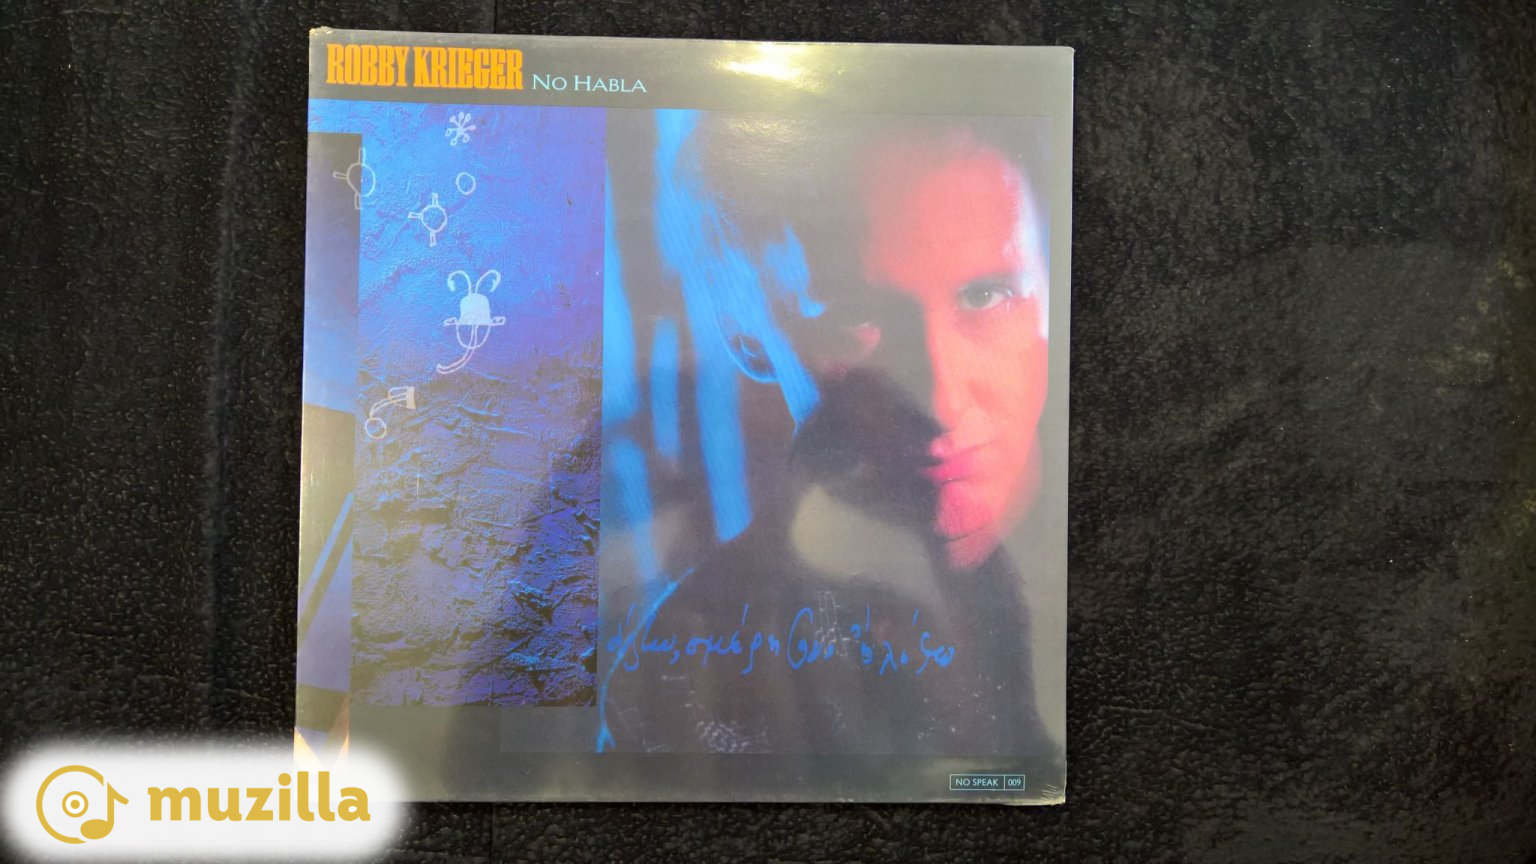 ROBBY KRIEGER No Habla
NO SPEAK 009
muzilla